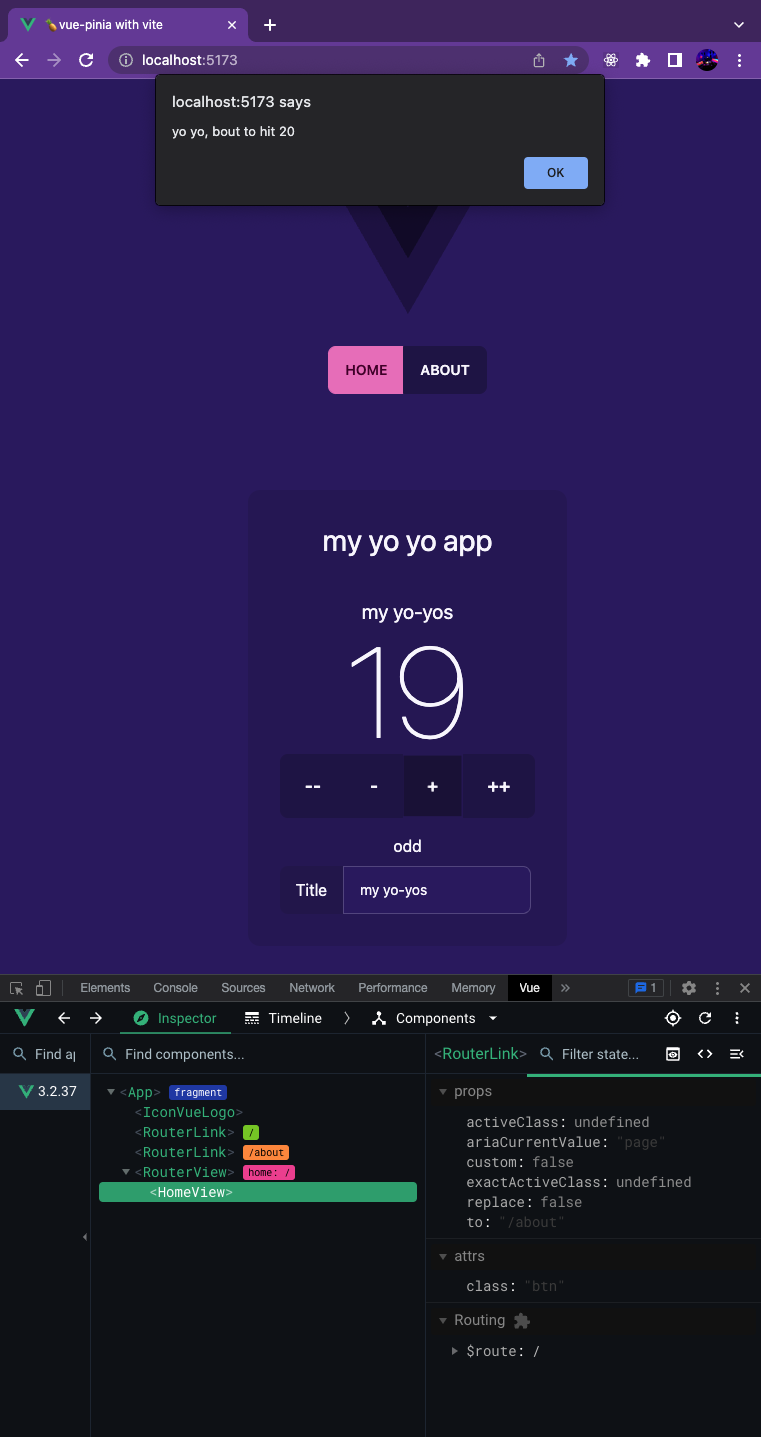 🍍vue-pinia with vite
localhost:5173
localhost:5173 says
yo yo, bout to hit 20
OK
HOME ABOUT
my yo yo app
my yo-yos
19
-- - + ++
odd
Title my yo-yos
Elements Console Sources Network Performance Memory Vue » 1
Inspector Timeline Components
Find ap Find components... <RouterLink> Filter state...
3.2.37
<App> fragment
<IconVueLogo>
<RouterLink> /
<RouterLink> /about
<RouterView> home: /
<HomeView>
props
activeClass: undefined
ariaCurrentValue: "page"
custom: false
exactActiveClass: undefined
replace: false
to: "/about"
attrs
class: "btn"
Routing
$route: /